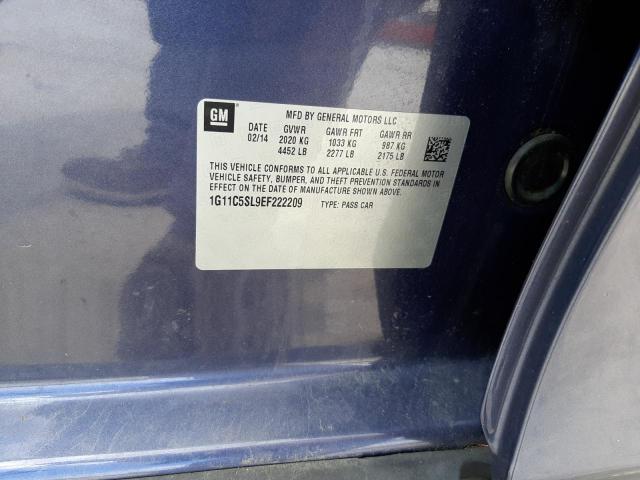 GM
MFD BY GENERAL MOTORS LLC
DATE GVWR GAWR FRT GAWR RR
02/14 2020 KG 1033 KG 987 KG
4452 LB 2277 LB 2175 LB
THIS VEHICLE CONFORMS TO ALL APPLICABLE U.S. FEDERAL MOTOR
VEHICLE SAFETY, BUMPER, AND THEFT PREVENTION STANDARDS IN
EFFECT ON THE DATE OF MANUFACTURE SHOWN ABOVE.
1G11C5SL9EF222209 TYPE: PASS CAR